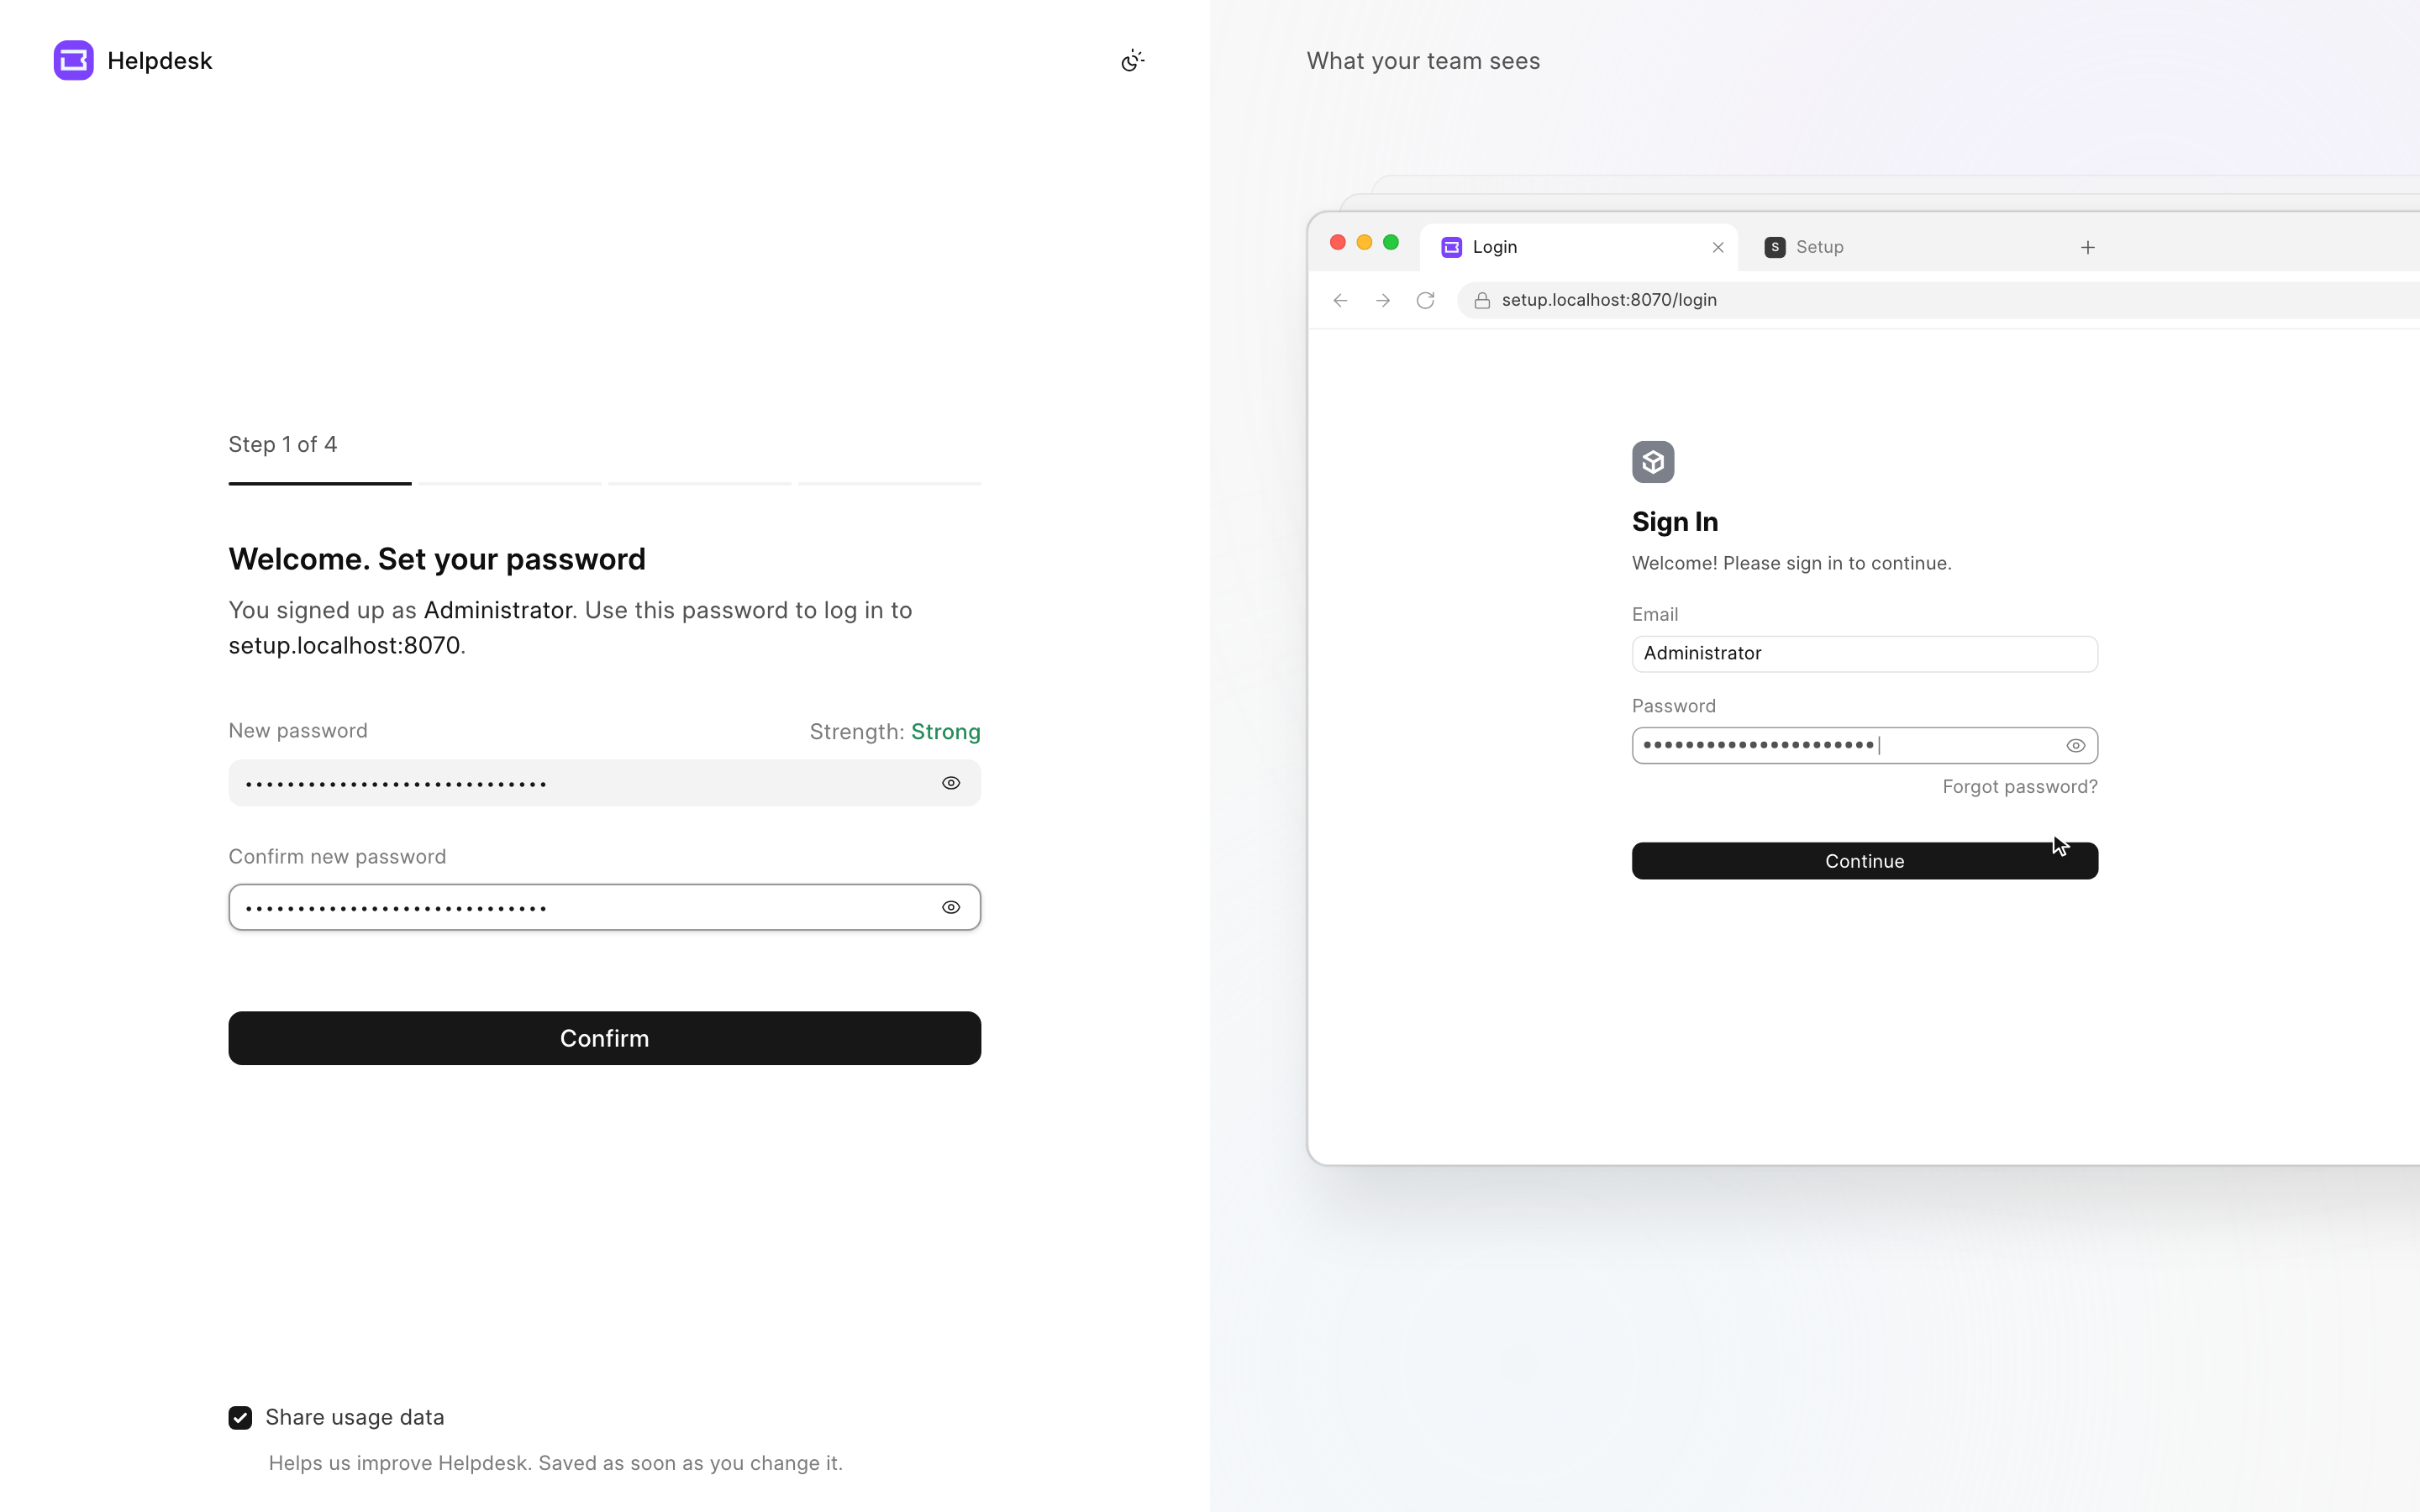 Helpdesk
Step 1 of 4
Welcome. Set your password
You signed up as Administrator. Use this password to log in to
setup.localhost:8070.
New password
Strength: Strong
••••••••••••••••••••••••••••••
Confirm new password
••••••••••••••••••••••••••••••
Confirm
Share usage data
Helps us improve Helpdesk. Saved as soon as you change it.
What your team sees
Login
S Setup
setup.localhost:8070/login
Sign In
Welcome! Please sign in to continue.
Email
Administrator
Password
••••••••••••••••••••••
Forgot password?
Continue